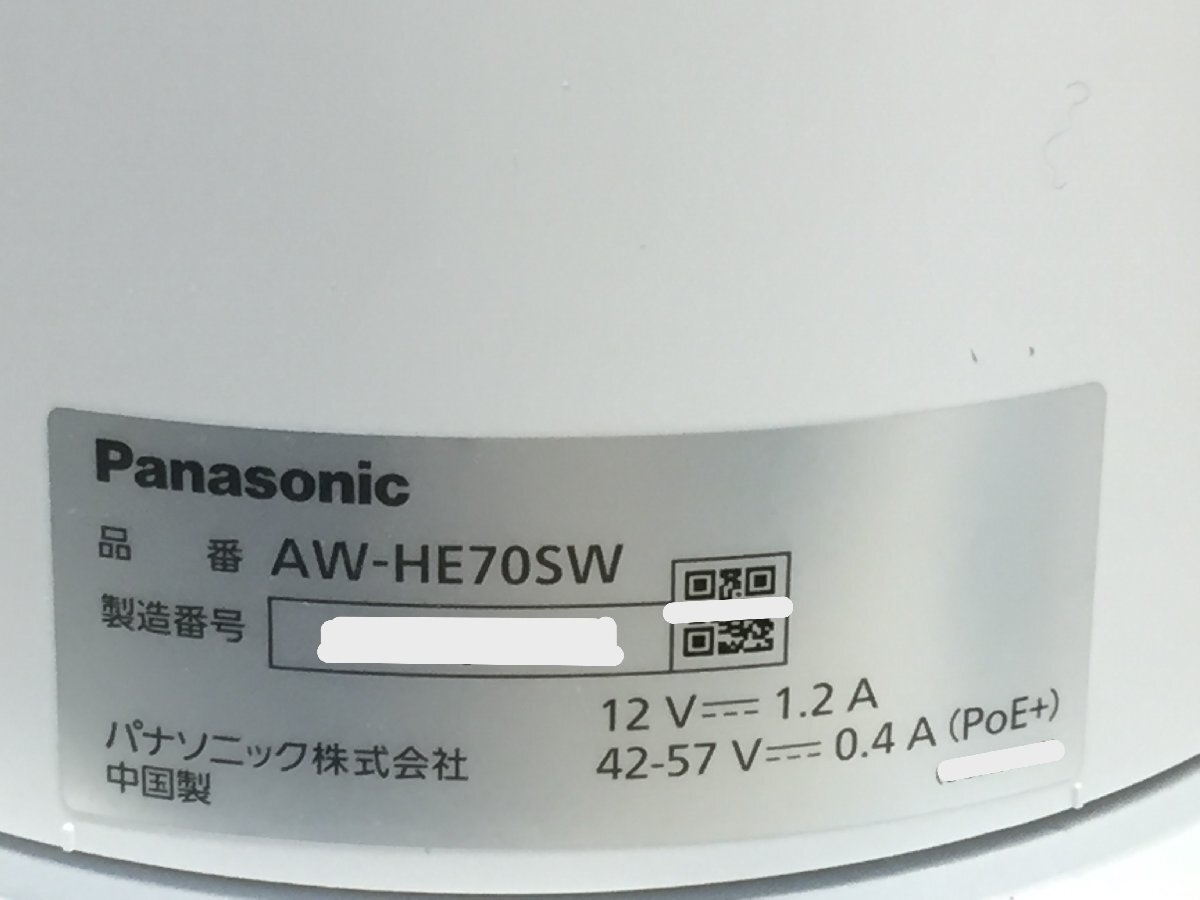 Panasonic
品 番 AW-HE70SW
製造番号
12 V⎓ 1.2 A
42-57 V⎓ 0.4 A (PoE+)
パナソニック株式会社
中国製